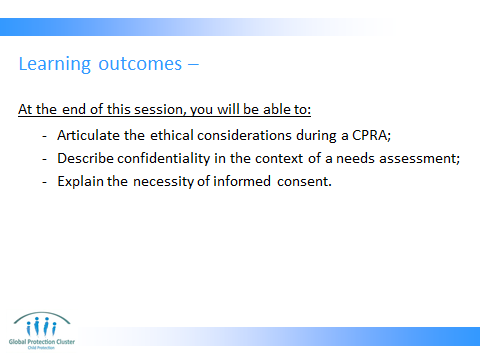 Learning outcomes –
At the end of this session, you will be able to:
- Articulate the ethical considerations during a CPRA;
- Describe confidentiality in the context of a needs assessment;
- Explain the necessity of informed consent.
Global Protection Cluster
Child Protection